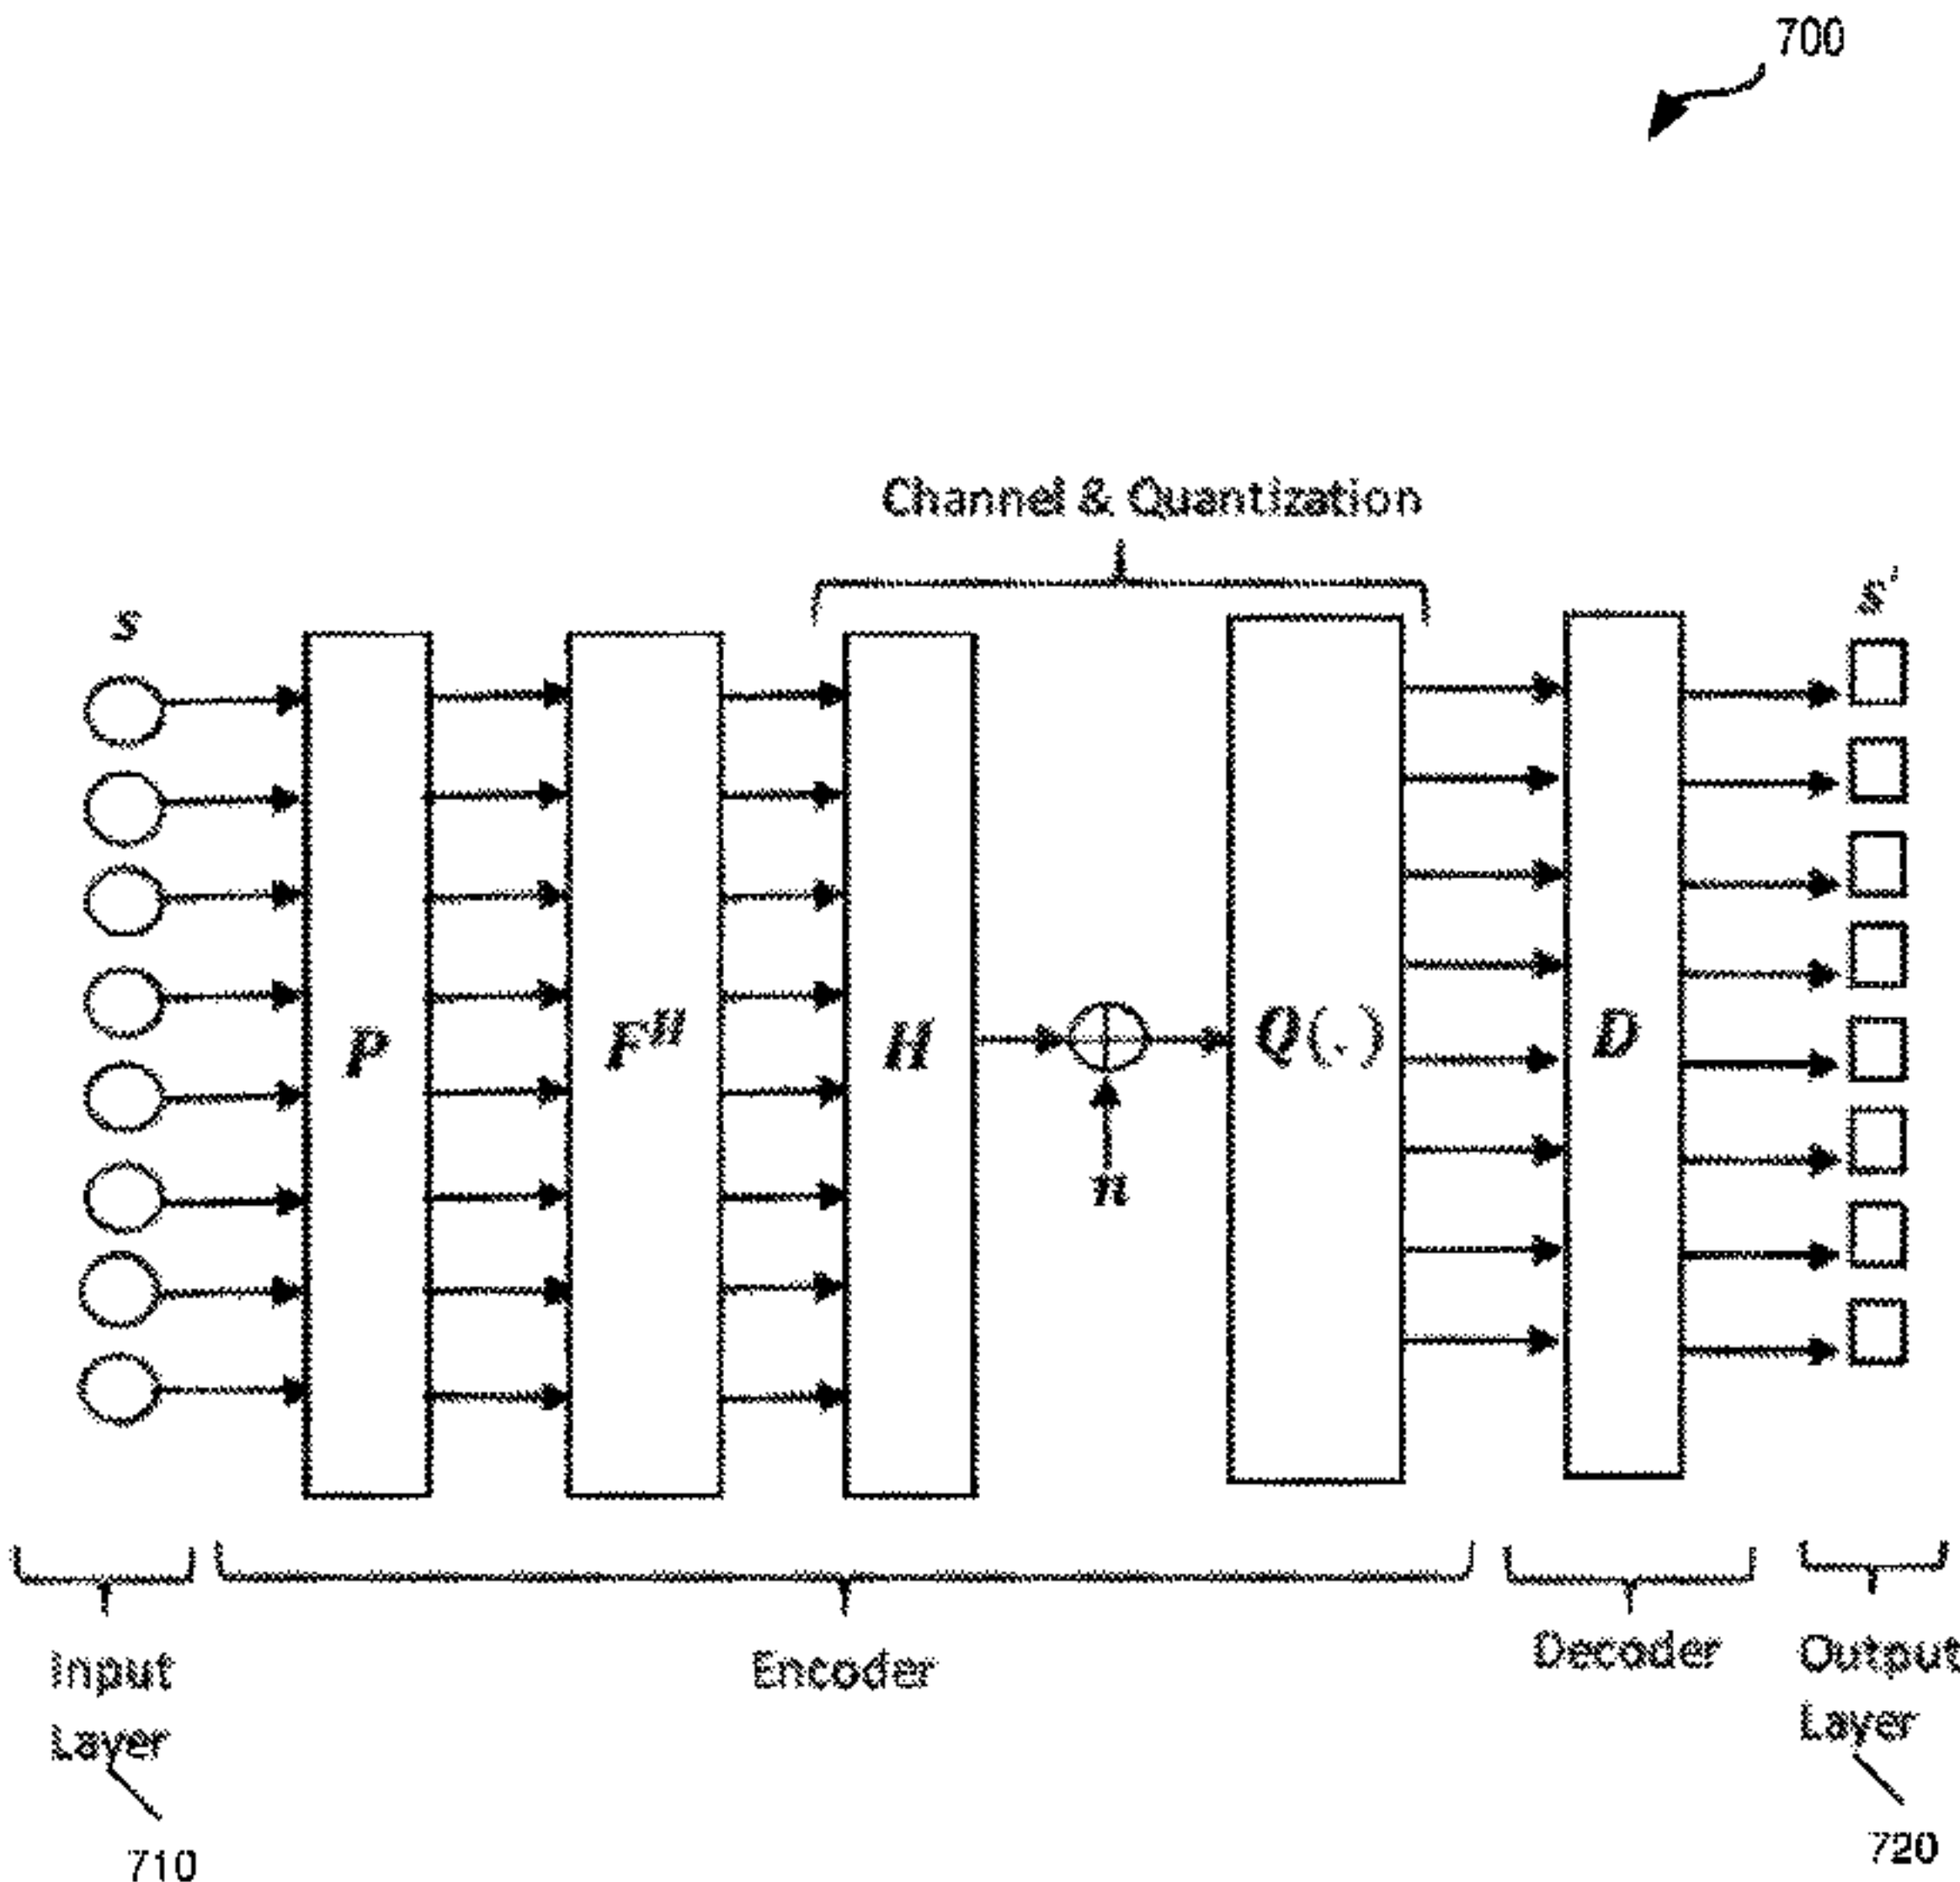 700
Channel & Quantization
s
s'
P
F^H
H
Q(.)
D
n
Input
Layer
Encoder
Decoder
Output
Layer
710
720